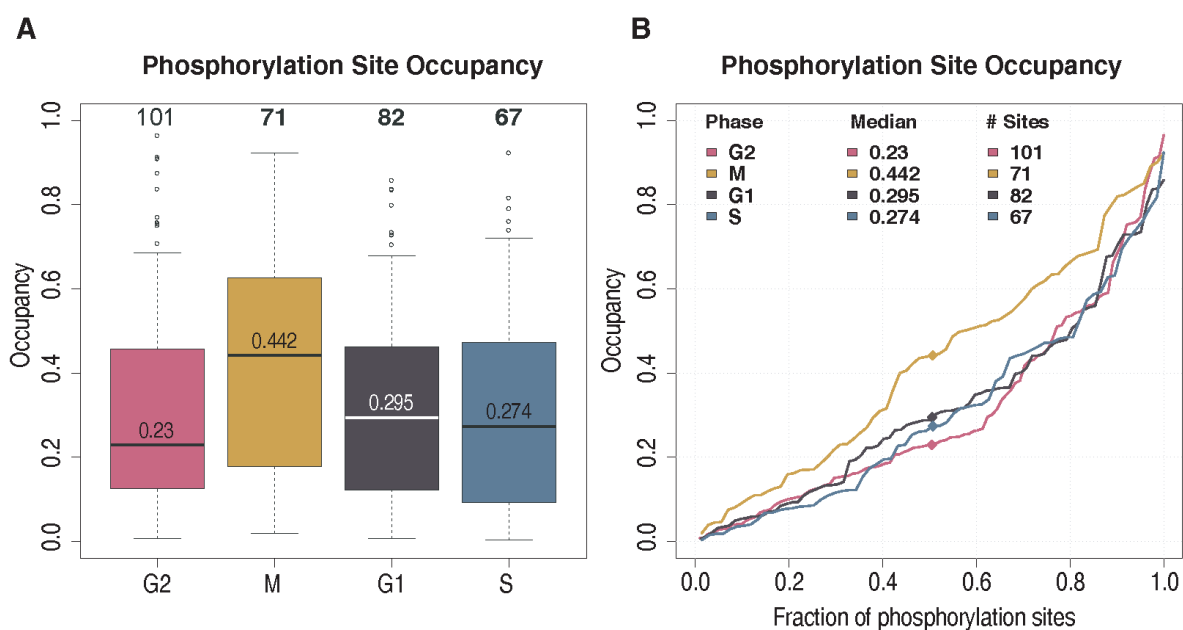 A
Phosphorylation Site Occupancy
101 71 82 67
1.0
0.8
0.6
0.4
0.2
0.0
Occupancy
0.23
0.442
0.295
0.274
G2 M G1 S
B
Phosphorylation Site Occupancy
Phase Median # Sites
G2 0.23 101
M 0.442 71
G1 0.295 82
S 0.274 67
1.0
0.8
0.6
0.4
0.2
0.0
Occupancy
0.0 0.2 0.4 0.6 0.8 1.0
Fraction of phosphorylation sites